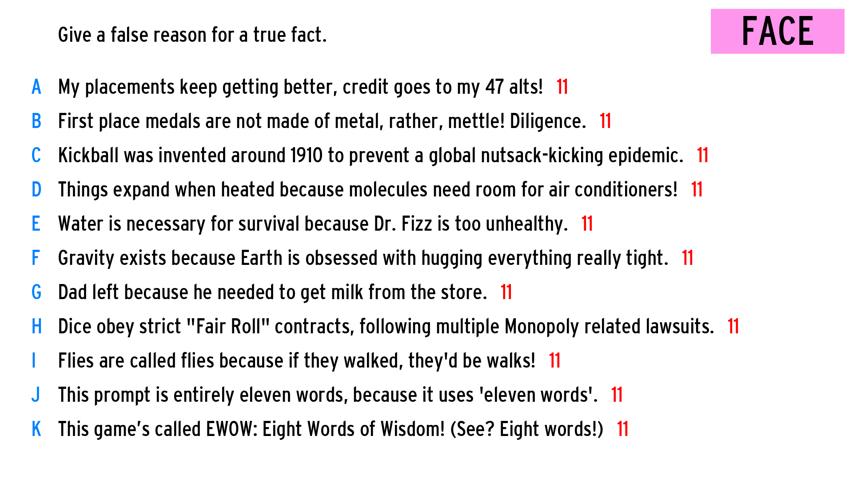 Give a false reason for a true fact.
FACE
A My placements keep getting better, credit goes to my 47 alts! 11
B First place medals are not made of metal, rather, mettle! Diligence. 11
C Kickball was invented around 1910 to prevent a global nutsack-kicking epidemic. 11
D Things expand when heated because molecules need room for air conditioners! 11
E Water is necessary for survival because Dr. Fizz is too unhealthy. 11
F Gravity exists because Earth is obsessed with hugging everything really tight. 11
G Dad left because he needed to get milk from the store. 11
H Dice obey strict "Fair Roll" contracts, following multiple Monopoly related lawsuits. 11
I Flies are called flies because if they walked, they'd be walks! 11
J This prompt is entirely eleven words, because it uses 'eleven words'. 11
K This game’s called EWOW: Eight Words of Wisdom! (See? Eight words!) 11